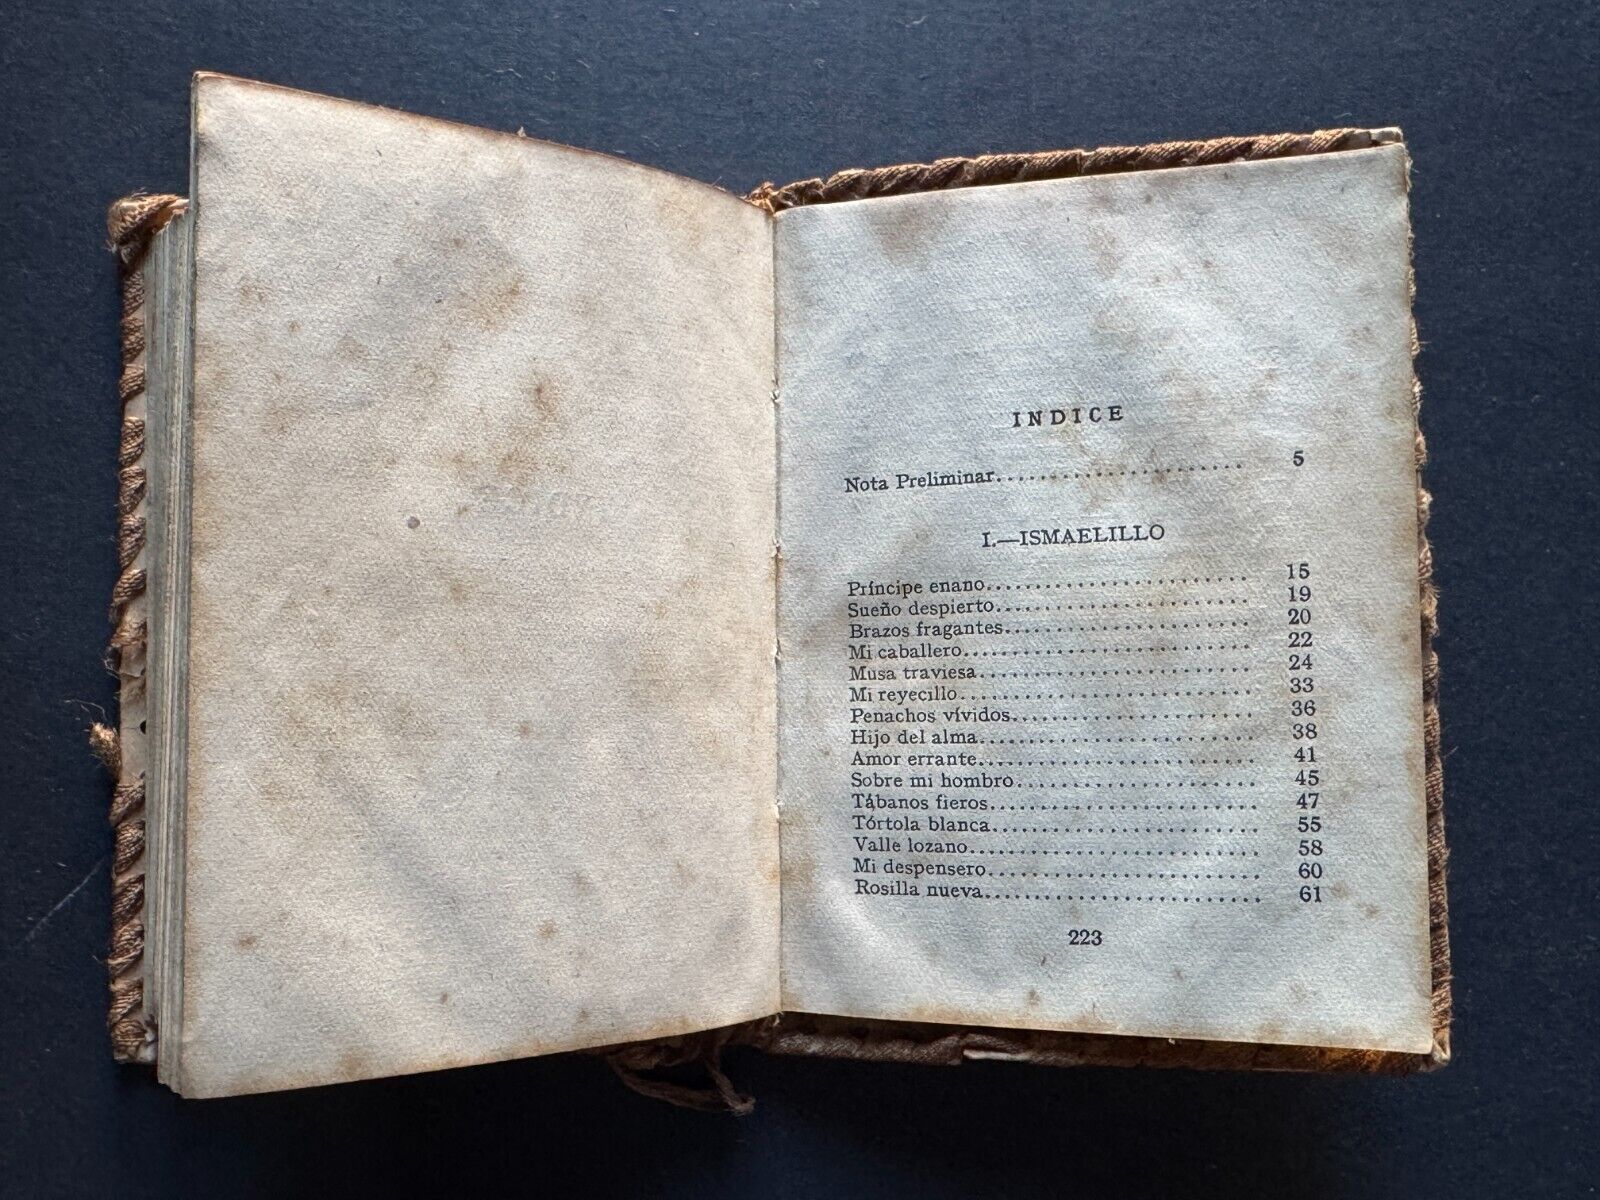 INDICE
Nota Preliminar........................ 5
I.—ISMAELILLO
Príncipe enano......................... 15
Sueño despierto........................ 19
Brazos fragantes....................... 20
Mi caballero........................... 22
Musa traviesa.......................... 24
Mi reyecillo........................... 33
Penachos vívidos....................... 36
Hijo del alma.......................... 38
Amor errante........................... 41
Sobre mi hombro........................ 45
Tábanos fieros......................... 47
Tórtola blanca......................... 55
Valle lozano........................... 58
Mi despensero.......................... 60
Rosilla nueva.......................... 61
223